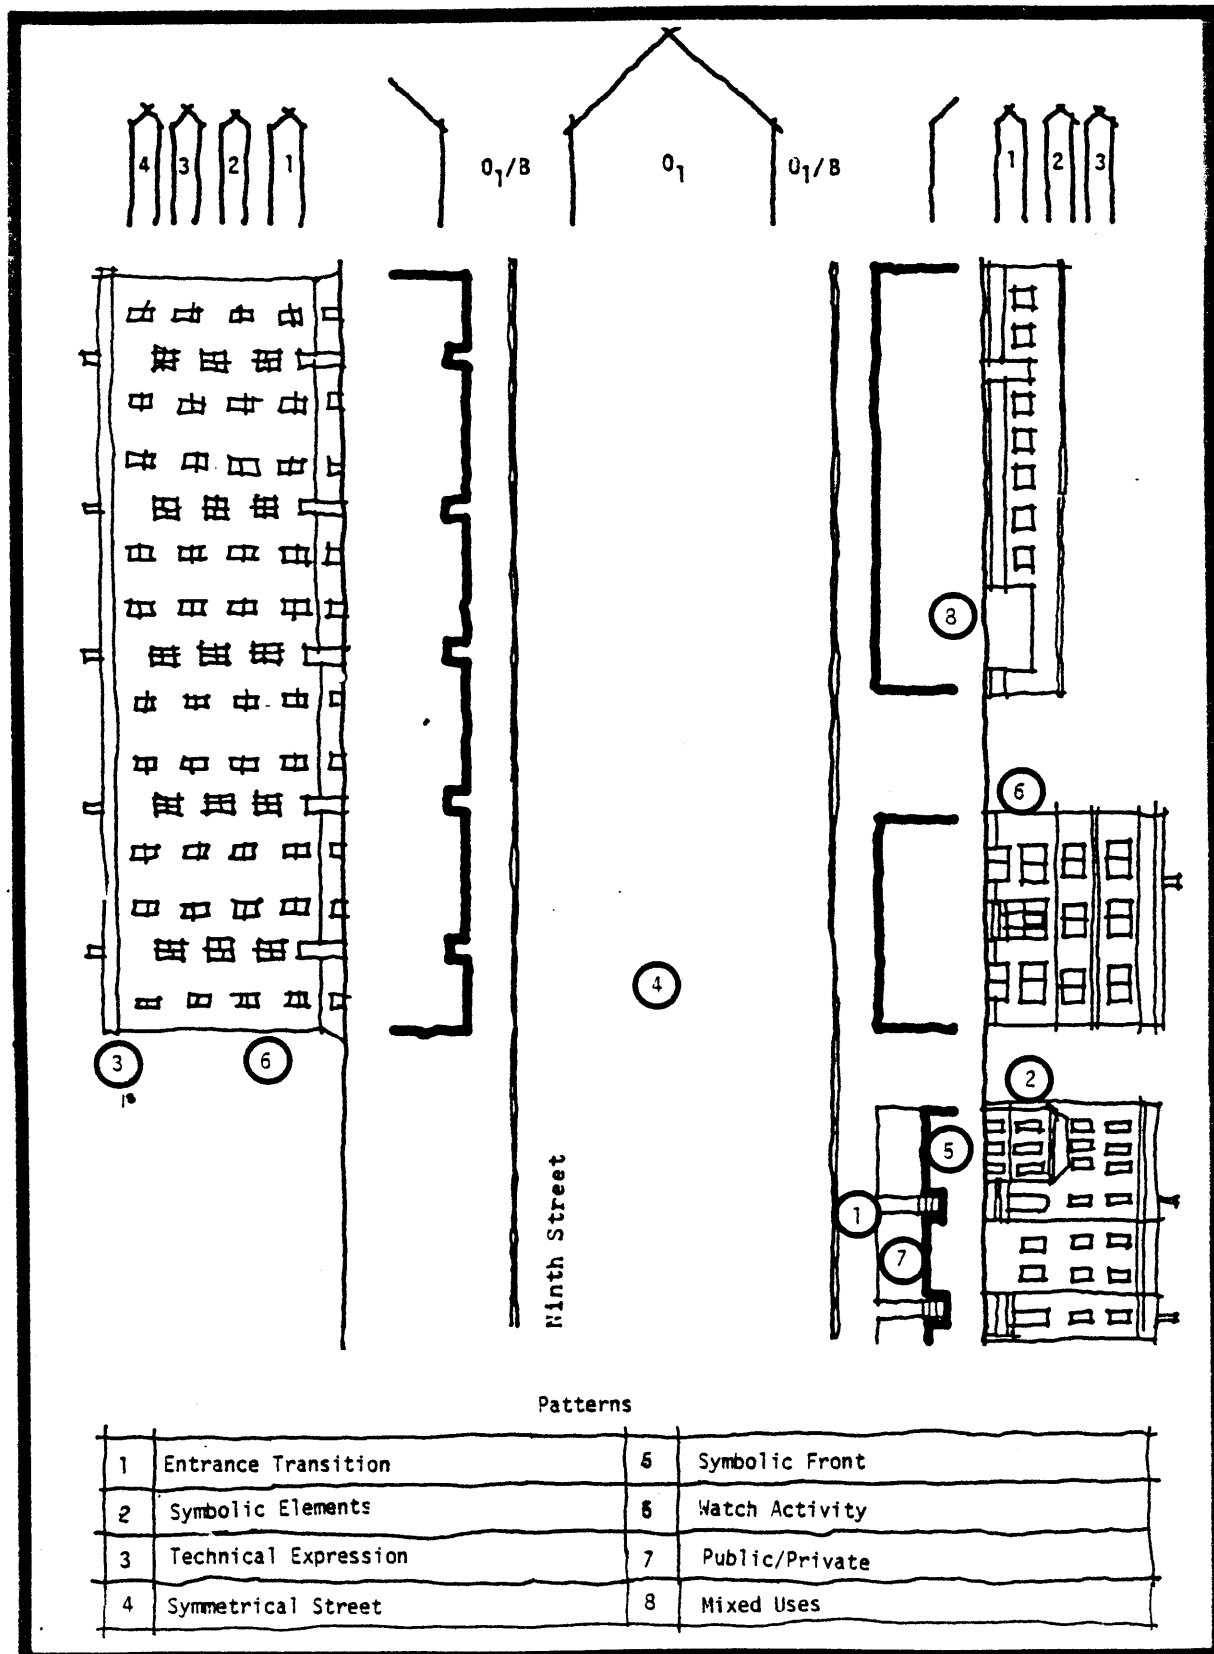 4 3 2 1 O₁/B O₁ O₁/B 1 2 3
8
6
4
3 6
2
5
1
7
Ninth Street
Patterns
1 Entrance Transition 5 Symbolic Front
2 Symbolic Elements 6 Watch Activity
3 Technical Expression 7 Public/Private
4 Symmetrical Street 8 Mixed Uses